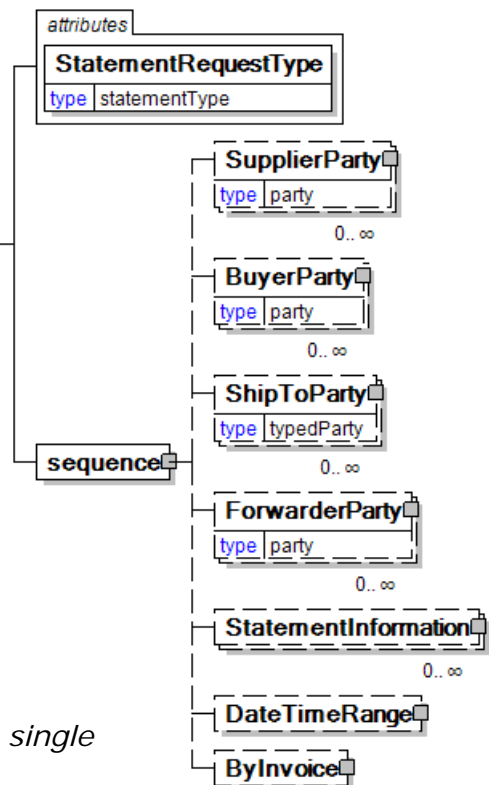 attributes
StatementRequestType
type statementType
SupplierParty
type party
0.. ∞
BuyerParty
type party
0.. ∞
ShipToParty
type typedParty
0.. ∞
sequence
ForwarderParty
type party
0.. ∞
StatementInformation
0.. ∞
DateTimeRange
single
ByInvoice